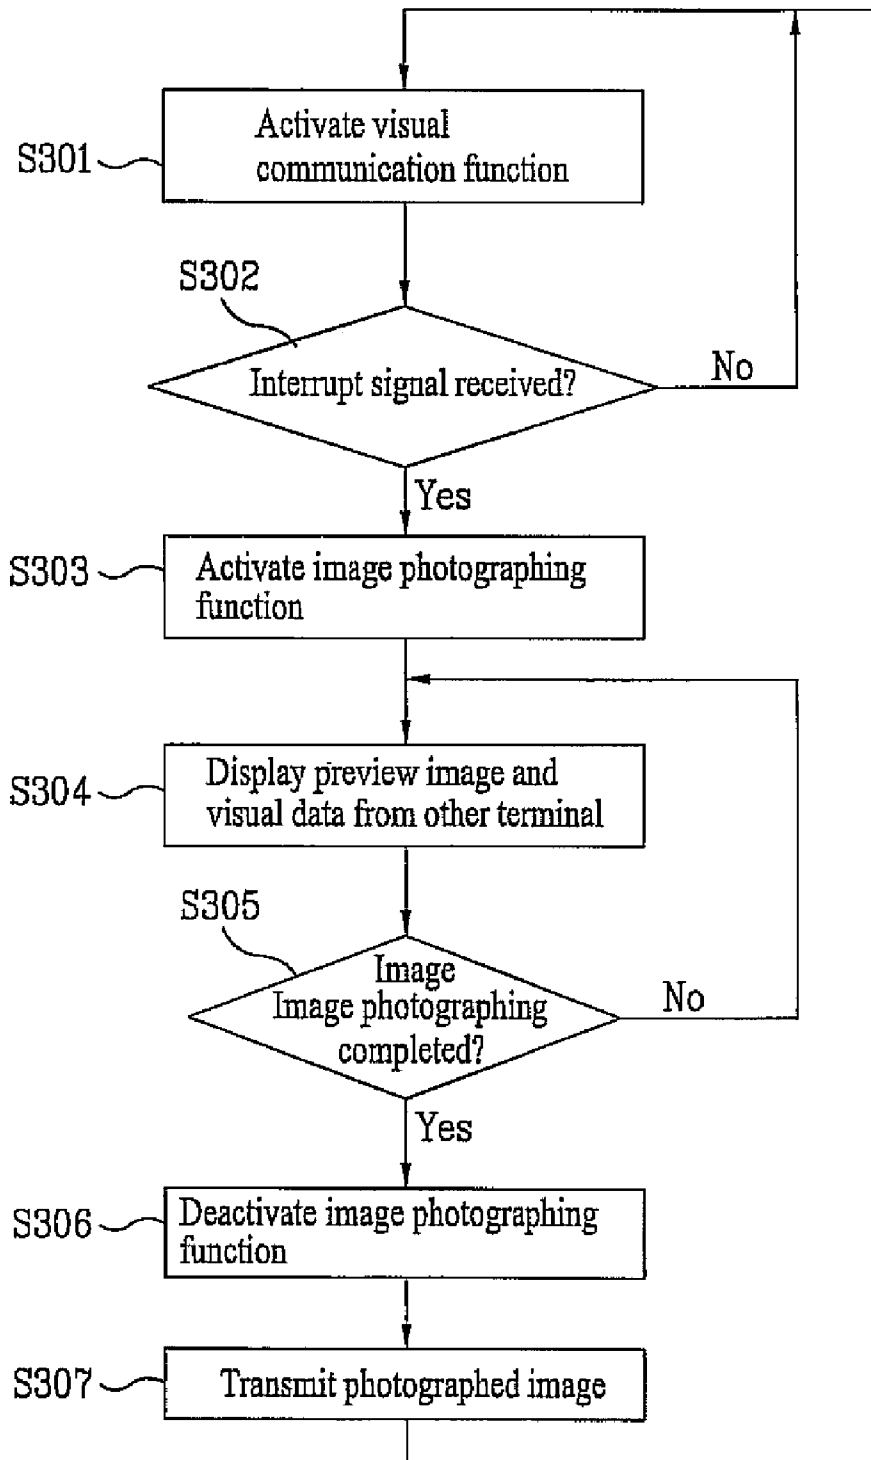 S301
Activate visual
communication function
S302
Interrupt signal received?
No
Yes
S303
Activate image photographing
function
S304
Display preview image and
visual data from other terminal
S305
Image
Image photographing
completed?
No
Yes
S306
Deactivate image photographing
function
S307
Transmit photographed image